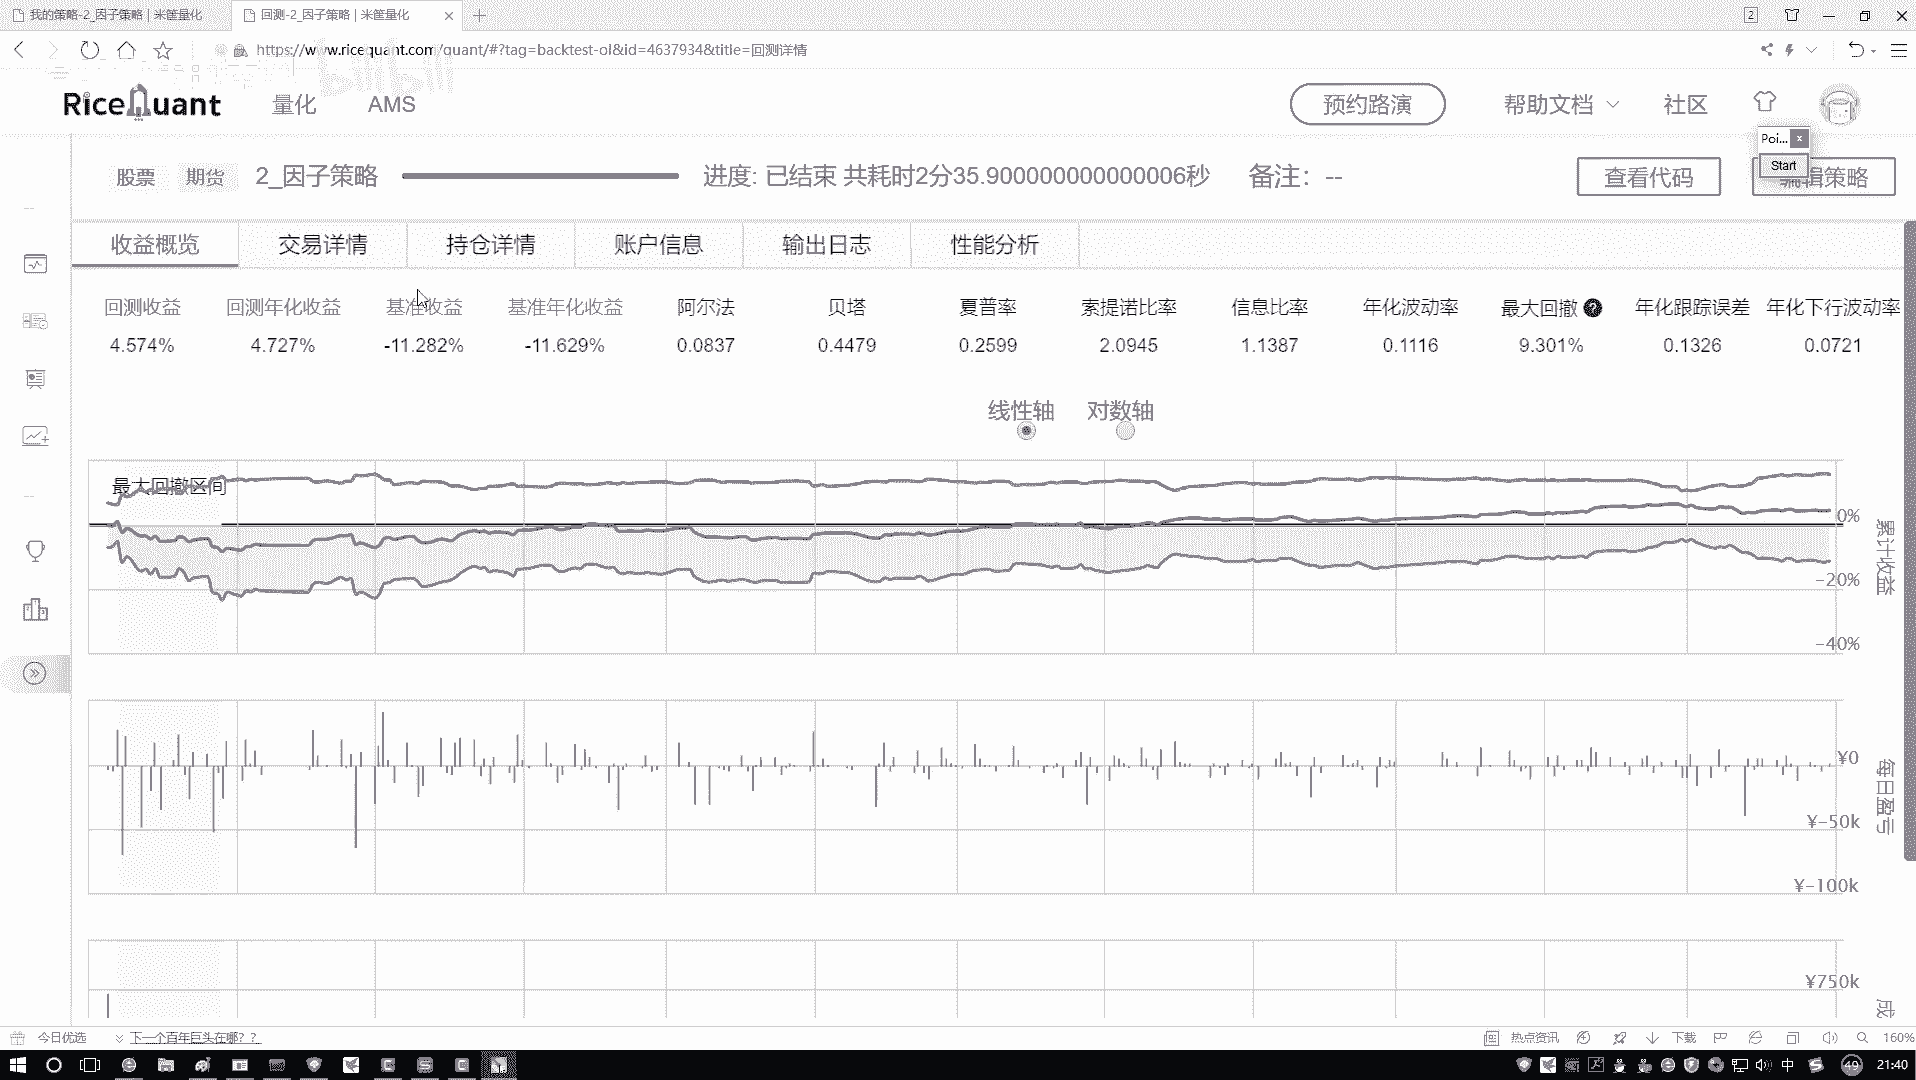 我的策略-2_因子策略 | 米筐量化
回测-2_因子策略 | 米筐量化
2
https://www.ricequant.com/quant/#?tag=backtest-ol&id=4637934&title=回测详情
bilibili
RiceQuant
量化
AMS
预约路演
帮助文档
社区
Poi...
Start
股票
期货
2_因子策略
进度: 已结束 共耗时2分35.900000000000006秒
备注：--
查看代码
编辑策略
收益概览
交易详情
持仓详情
账户信息
输出日志
性能分析
回测收益 回测年化收益 基准收益 基准年化收益 阿尔法 贝塔 夏普率 索提诺比率 信息比率 年化波动率 最大回撤 ? 年化跟踪误差 年化下行波动率
4.574% 4.727% -11.282% -11.629% 0.0837 0.4479 0.2599 2.0945 1.1387 0.1116 9.301% 0.1326 0.0721
线性轴 对数轴
最大回撤区间
0%
-20%
-40%
累计收益
¥0
¥-50k
¥-100k
每日盈亏
¥750k
成
今日优选
下一个百年巨头在哪？？
热点资讯
下载
160%
中
49
21:40